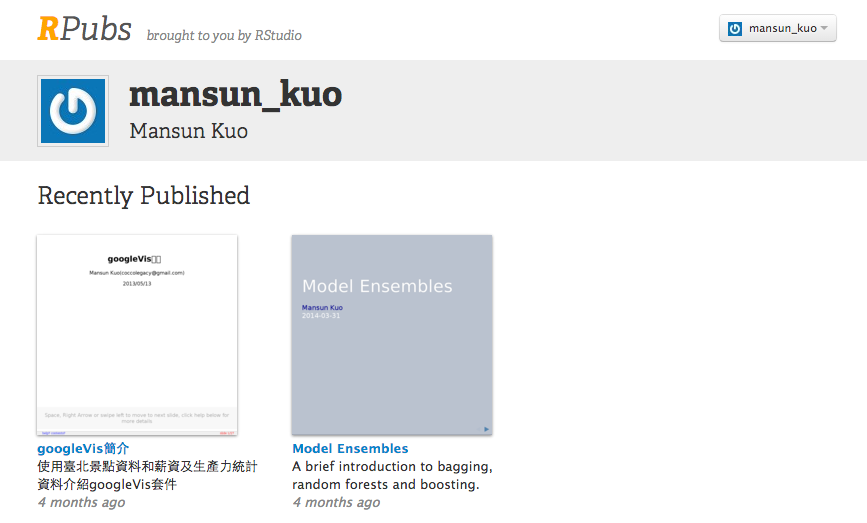 RPubs brought to you by RStudio
mansun_kuo
mansun_kuo
Mansun Kuo
Recently Published
googleVis
Mansun Kuo(coccolegacy@gmail.com)
2013/05/13
Space, Right Arrow or swipe left to move to next slide, click help below for
more details
googleVis簡介
使用臺北景點資料和薪資及生產力統計
資料介紹googleVis套件
4 months ago
Model Ensembles
Mansun Kuo
2014-03-31
Model Ensembles
A brief introduction to bagging,
random forests and boosting.
4 months ago